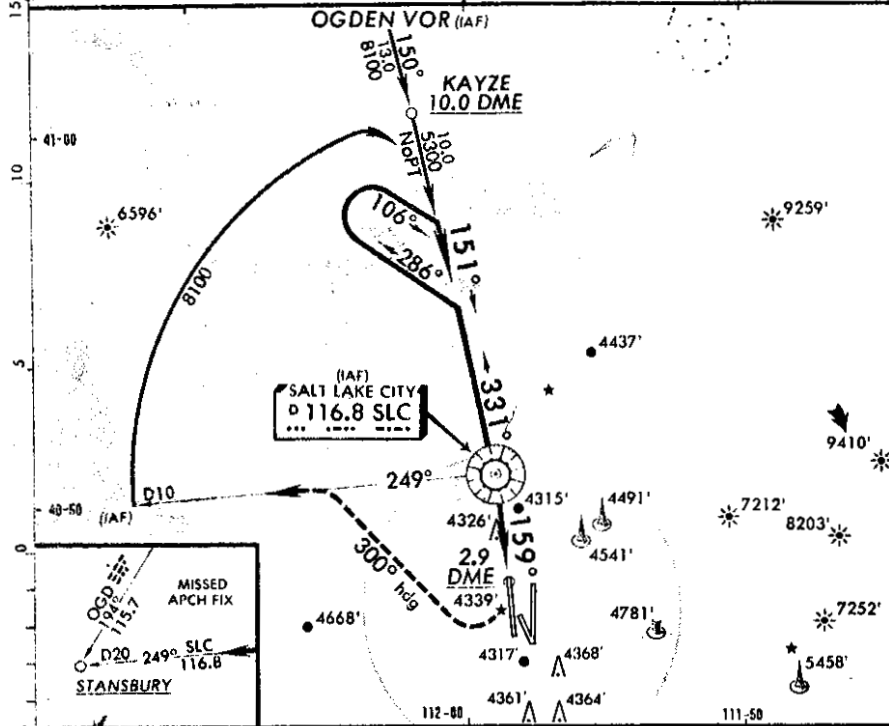 15
OGDEN VOR (IAF)
150°
13.0
8100
KAYZE
10.0 DME
41-00
10.0
5300
NoPT
10
6596'
106°
286°
151°
9259'
8100
5
4437'
(IAF)
SALT LAKE CITY
D 116.8 SLC
331°
9410'
249°
D10
(IAF)
40-50
4315'
4491'
7212'
4326'
4541'
8203'
0
300° hdg
2.9
DME
159°
OGD
194°
115.7
MISSED
APCH FIX
4339'
4668'
4781'
7252'
D20
249°
SLC
116.8
STANSBURY
4317'
4368'
5458'
4361'
4364'
112-00
111-50